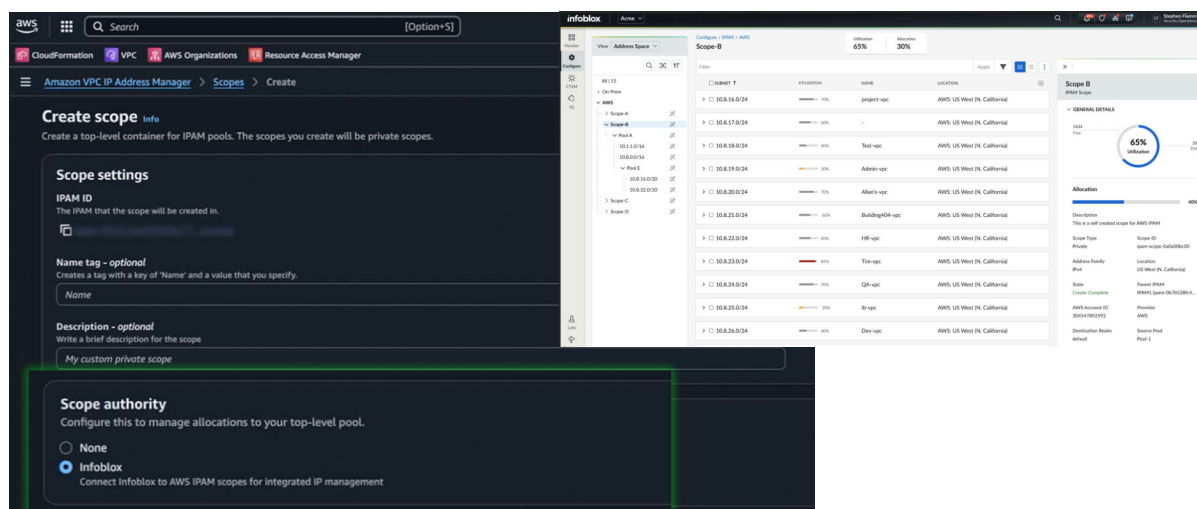 aws
Search
[Option+S]
CloudFormation
VPC
AWS Organizations
Resource Access Manager
Amazon VPC IP Address Manager > Scopes > Create
Create scope Info
Create a top-level container for IPAM pools. The scopes you create will be private scopes.
Scope settings
IPAM ID
The IPAM that the scope will be created in.
Name tag - optional
Creates a tag with a key of 'Name' and a value that you specify.
Name
Description - optional
Write a brief description for the scope
My custom private scope
Scope authority
Configure this to manage allocations to your top-level pool.
None
Infoblox
Connect Infoblox to AWS IPAM scopes for integrated IP management
infoblox
Acme
Monitor
Configure
Labs
View Address Space
All | 13
On-Prem
AWS
Scope-A
Scope-B
Pool A
10.1.1.0/16
10.8.0.0/16
Pool E
10.8.16.0/20
10.8.32.0/20
Scope-C
Scope-D
Configure / IPAM / AWS
Scope-B
Utilization
65%
Allocation
30%
Filter
Apply
SUBNET UTILIZATION NAME LOCATION
10.8.16.0/24 70% project-vpc AWS: US West (N. California)
10.8.17.0/24 60% - AWS: US West (N. California)
10.8.18.0/24 60% Test-vpc AWS: US West (N. California)
10.8.19.0/24 30% Admin-vpc AWS: US West (N. California)
10.8.20.0/24 70% Allan's-vpc AWS: US West (N. California)
10.8.21.0/24 60% Building404-vpc AWS: US West (N. California)
10.8.22.0/24 60% HR-vpc AWS: US West (N. California)
10.8.23.0/24 85% Tim-vpc AWS: US West (N. California)
10.8.24.0/24 70% QA-vpc AWS: US West (N. California)
10.8.25.0/24 20% ib-vpc AWS: US West (N. California)
10.8.26.0/24 40% Dev-vpc AWS: US West (N. California)
Scope B
IPAM Scope
GENERAL DETAILS
Free
65%
Utilization
Allocation
40%
Description
This is a self created scope for AWS IPAM
Scope Type
Private
Scope ID
Address Family
IPv4
Location
US West (N. California)
State
Create-Complete
Parent IPAM
AWS Account ID
304547892592
Provider
AWS
Destination Realm
default
Source Pool
Pool-1